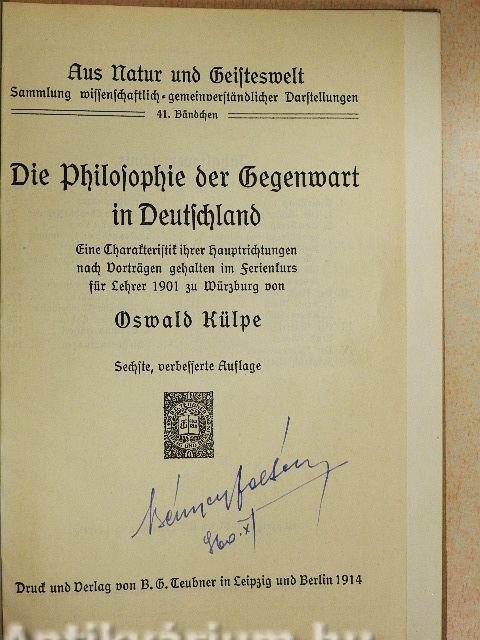 Aus Natur und Geisteswelt
Sammlung wissenschaftlich-gemeinverständlicher Darstellungen
41. Bändchen
Die Philosophie der Gegenwart
in Deutschland
Eine Charakteristik ihrer Hauptrichtungen
nach Vorträgen gehalten im Ferienkurs
für Lehrer 1901 zu Würzburg von
Oswald Külpe
Sechste, verbesserte Auflage
Druck und Verlag von B. G. Teubner in Leipzig und Berlin 1914
Antikvárium.hu